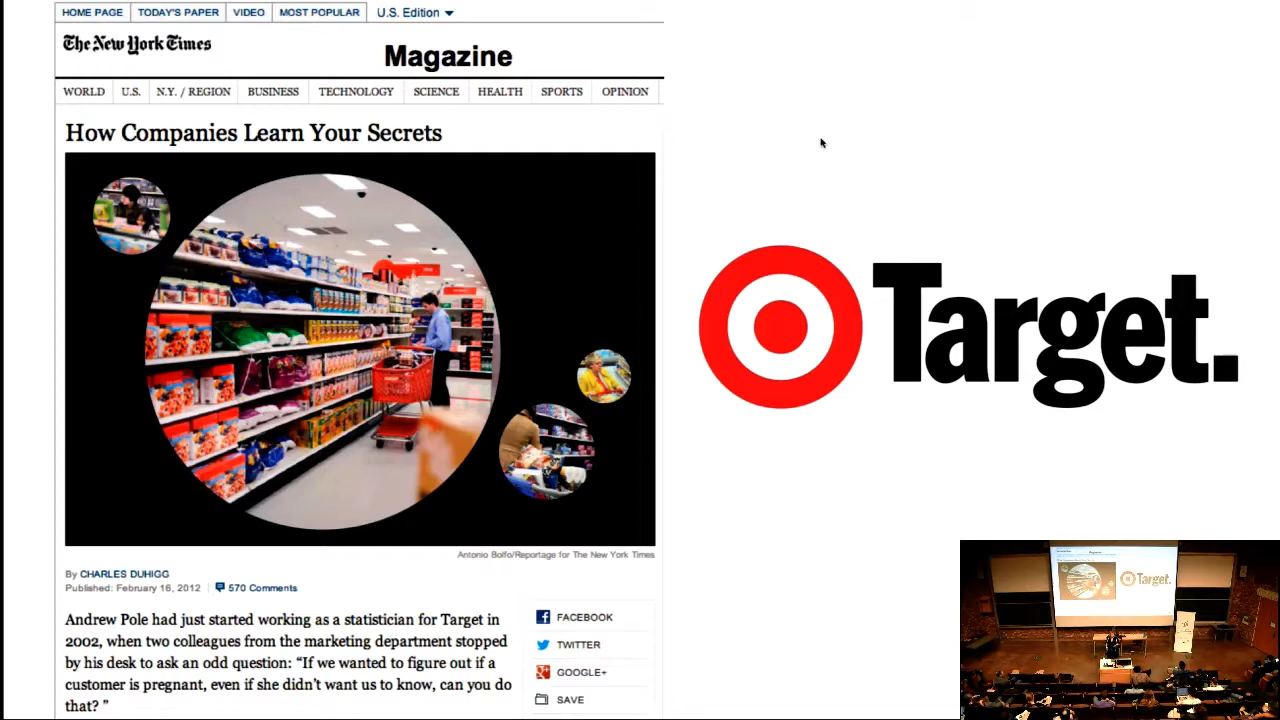 HOME PAGE
TODAY'S PAPER
VIDEO
MOST POPULAR
U.S. Edition
The New York Times
Magazine
WORLD
U.S.
N.Y. / REGION
BUSINESS
TECHNOLOGY
SCIENCE
HEALTH
SPORTS
OPINION
How Companies Learn Your Secrets
Antonio Bolfo/Reportage for The New York Times
By CHARLES DUHIGG
Published: February 16, 2012
570 Comments
Andrew Pole had just started working as a statistician for Target in
2002, when two colleagues from the marketing department stopped
by his desk to ask an odd question: “If we wanted to figure out if a
customer is pregnant, even if she didn’t want us to know, can you do
that? ”
FACEBOOK
TWITTER
GOOGLE+
SAVE
Target.
Magazine
Target.